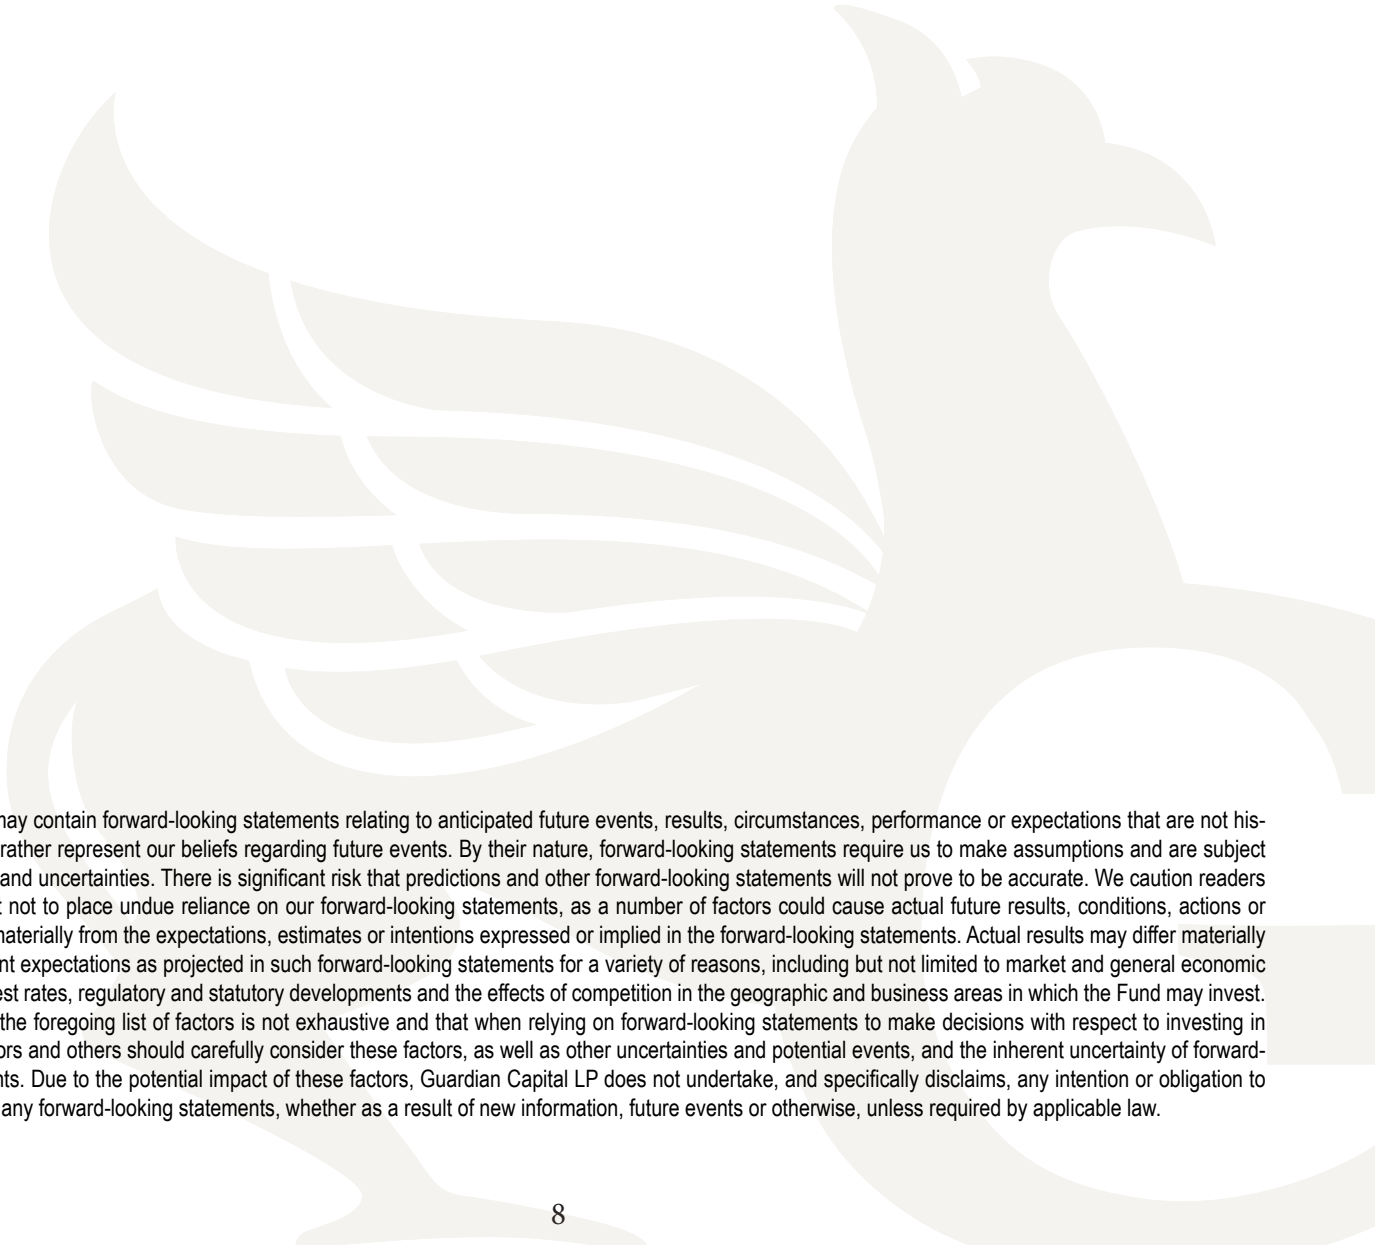 may contain forward-looking statements relating to anticipated future events, results, circumstances, performance or expectations that are not his-
rather represent our beliefs regarding future events. By their nature, forward-looking statements require us to make assumptions and are subject
and uncertainties. There is significant risk that predictions and other forward-looking statements will not prove to be accurate. We caution readers
not to place undue reliance on our forward-looking statements, as a number of factors could cause actual future results, conditions, actions or
materially from the expectations, estimates or intentions expressed or implied in the forward-looking statements. Actual results may differ materially
expectations as projected in such forward-looking statements for a variety of reasons, including but not limited to market and general economic
rates, regulatory and statutory developments and the effects of competition in the geographic and business areas in which the Fund may invest.
the foregoing list of factors is not exhaustive and that when relying on forward-looking statements to make decisions with respect to investing in
and others should carefully consider these factors, as well as other uncertainties and potential events, and the inherent uncertainty of forward-
Due to the potential impact of these factors, Guardian Capital LP does not undertake, and specifically disclaims, any intention or obligation to
any forward-looking statements, whether as a result of new information, future events or otherwise, unless required by applicable law.
8